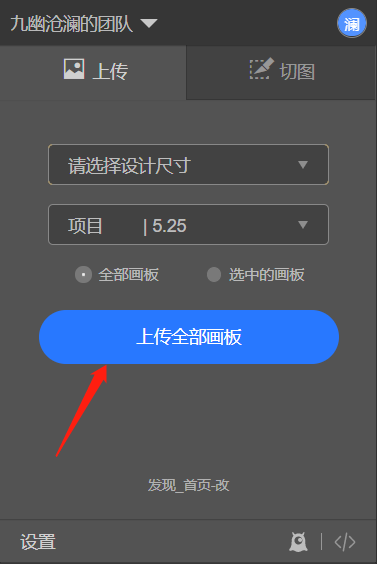 九幽沧澜的团队
澜
上传
切图
请选择设计尺寸
项目 | 5.25
全部画板
选中的画板
上传全部画板
发现_首页-改
设置